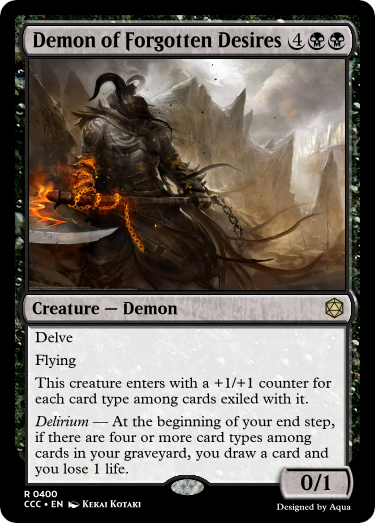 Demon of Forgotten Desires 4
Creature — Demon
Delve
Flying
This creature enters with a +1/+1 counter for
each card type among cards exiled with it.
Delirium — At the beginning of your end step,
if there are four or more card types among
cards in your graveyard, you draw a card and
you lose 1 life.
0/1
R 0400
CCC • EN Kekai Kotaki
Designed by Aqua